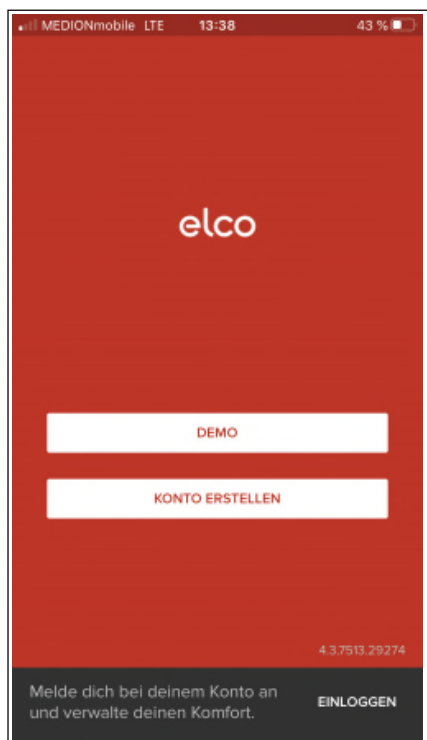 MEDIONmobile LTE 13:38 43 %
elco
DEMO
KONTO ERSTELLEN
4.3.7513.29274
Melde dich bei deinem Konto an
und verwalte deinen Komfort.
EINLOGGEN